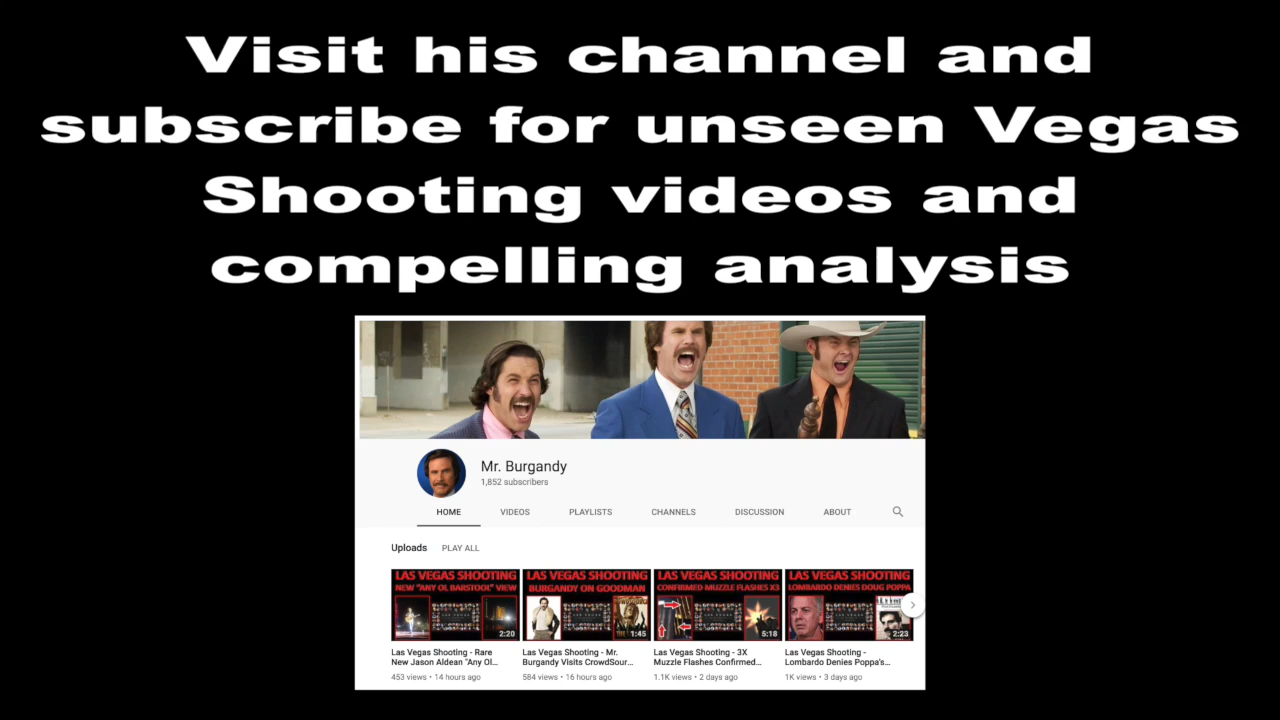 Visit his channel and
subscribe for unseen Vegas
Shooting videos and
compelling analysis
Mr. Burgandy
1,852 subscribers
HOME VIDEOS PLAYLISTS CHANNELS DISCUSSION ABOUT
Uploads PLAY ALL
LAS VEGAS SHOOTING LAS VEGAS SHOOTING LAS VEGAS SHOOTING LAS VEGAS SHOOTING
NEW "ANY OL BARSTOOL" VIEW BURGANDY ON GOODMAN CONFIRMED MUZZLE FLASHES X3 LOMBARDO DENIES DOUG POPPA
2:20 1:45 5:18 2:23
Las Vegas Shooting - Rare Las Vegas Shooting - Mr. Las Vegas Shooting - 3X Las Vegas Shooting -
New Jason Aldean "Any Ol... Burgandy Visits CrowdSour... Muzzle Flashes Confirmed... Lombardo Denies Poppa's...
453 views • 14 hours ago 584 views • 16 hours ago 1.1K views • 2 days ago 1K views • 3 days ago